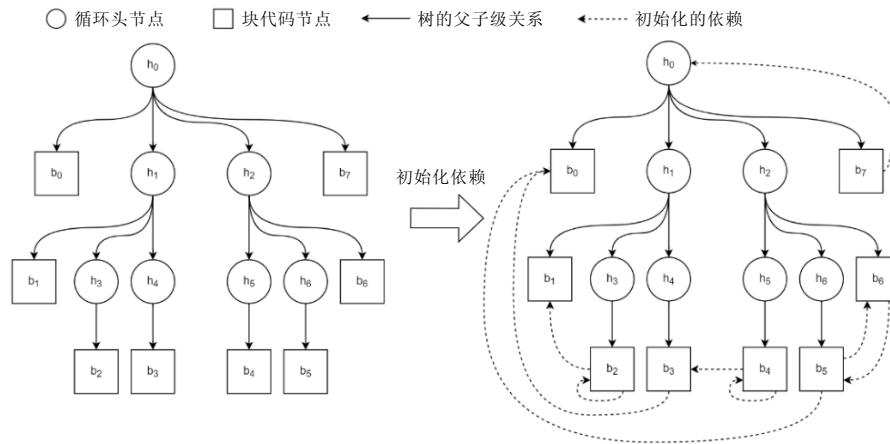 循环头节点 块代码节点 树的父子级关系 初始化的依赖
h0 h0
b0 h1 h2 b7 初始化依赖 b0 h1 h2 b7
b1 h3 h4 h5 h6 b6 b1 h3 h4 h5 h6 b6
b2 b3 b4 b5 b2 b3 b4 b5